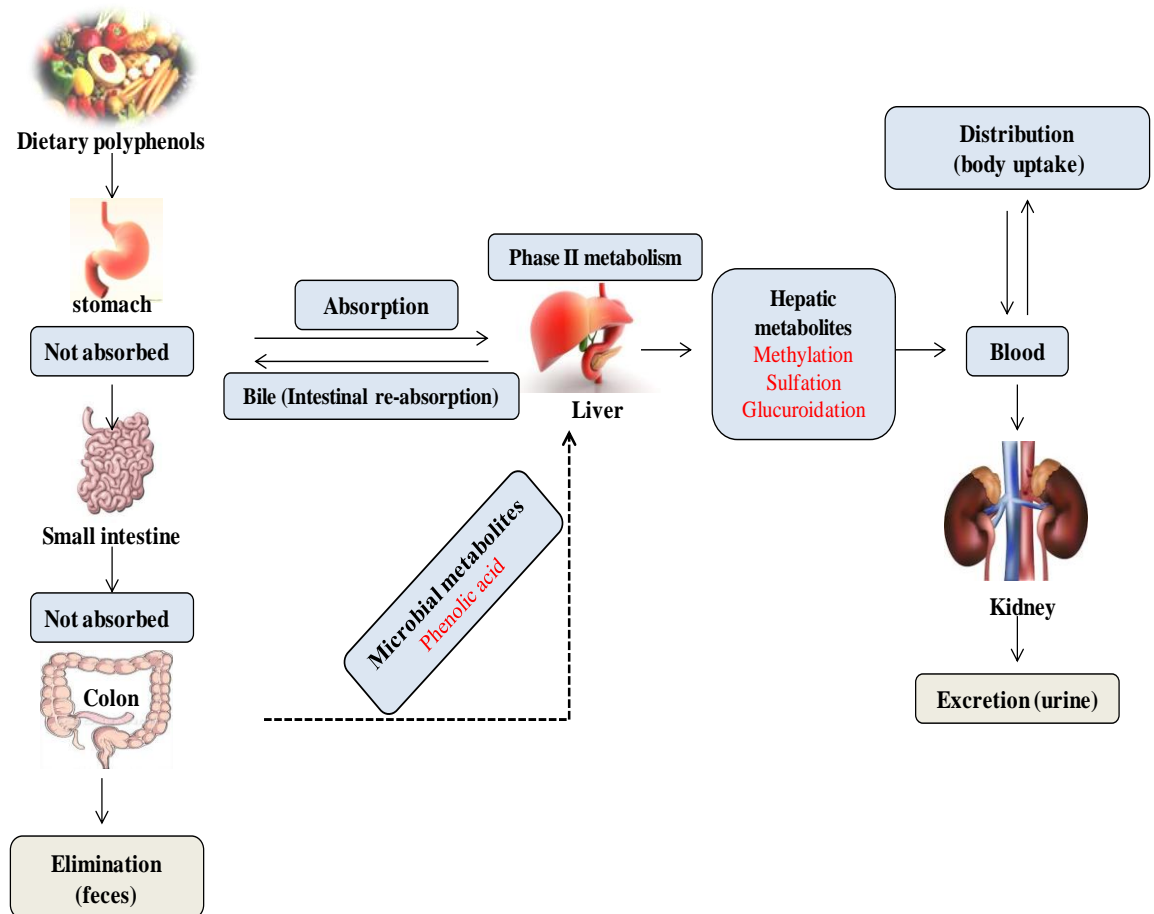 Dietary polyphenols
stomach
Not absorbed
Small intestine
Not absorbed
Colon
Elimination
(feces)
Absorption
Bile (Intestinal re-absorption)
Microbial metabolites
Phenolic acid
Phase II metabolism
Liver
Hepatic
metabolites
Methylation
Sulfation
Glucuroidation
Distribution
(body uptake)
Blood
Kidney
Excretion (urine)